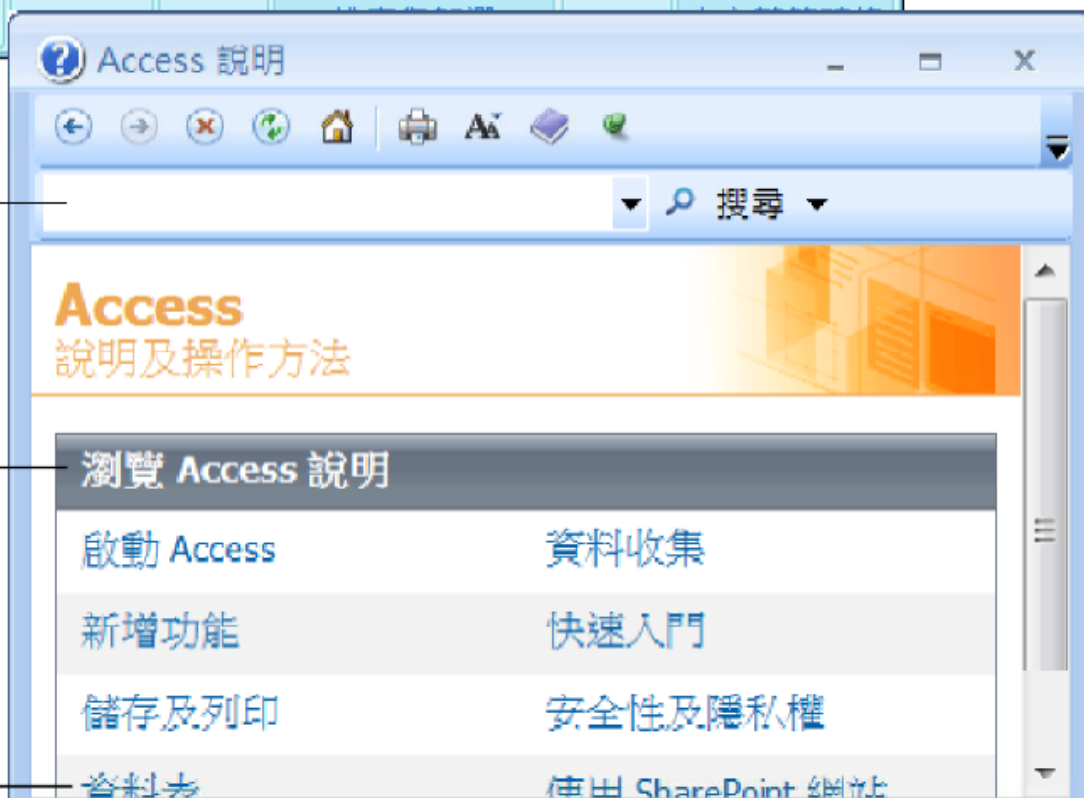 Access 說明
搜尋
Access
說明及操作方法
瀏覽 Access 說明
啟動 Access 資料收集
新增功能 快速入門
儲存及列印 安全性及隱私權
資料表 使用 SharePoint 網站